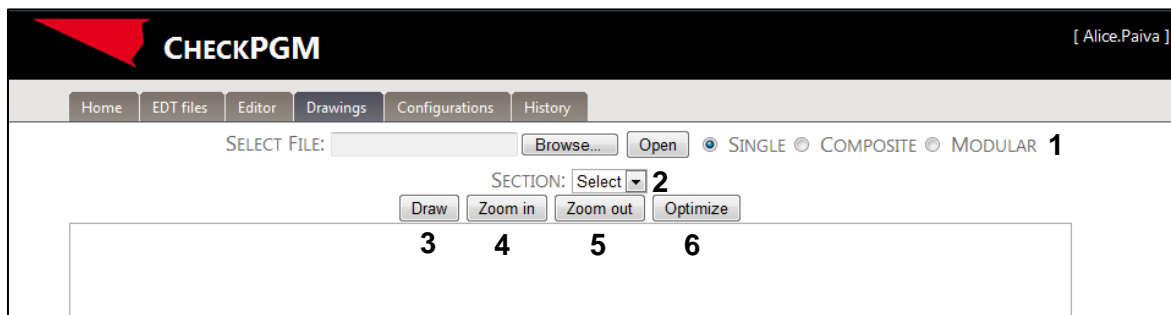 CHECKPGM
[ Alice.Paiva ]
Home EDT files Editor Drawings Configurations History
SELECT FILE: Browse... Open SINGLE COMPOSITE MODULAR 1
SECTION: Select 2
Draw Zoom in Zoom out Optimize
3 4 5 6